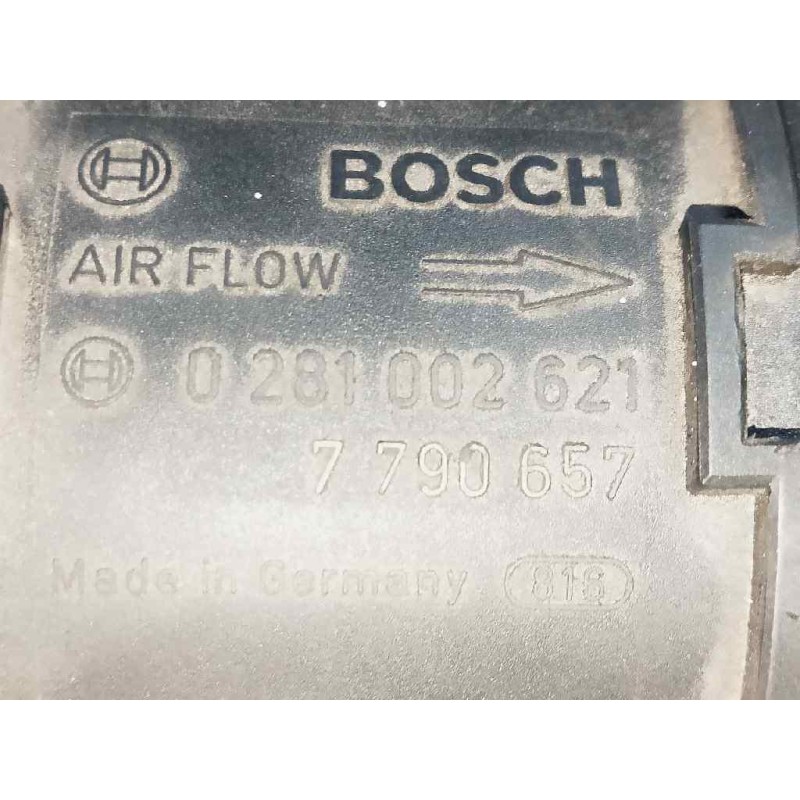 BOSCH
AIR FLOW
0 281 002 621
7 790 657
Made in Germany 816